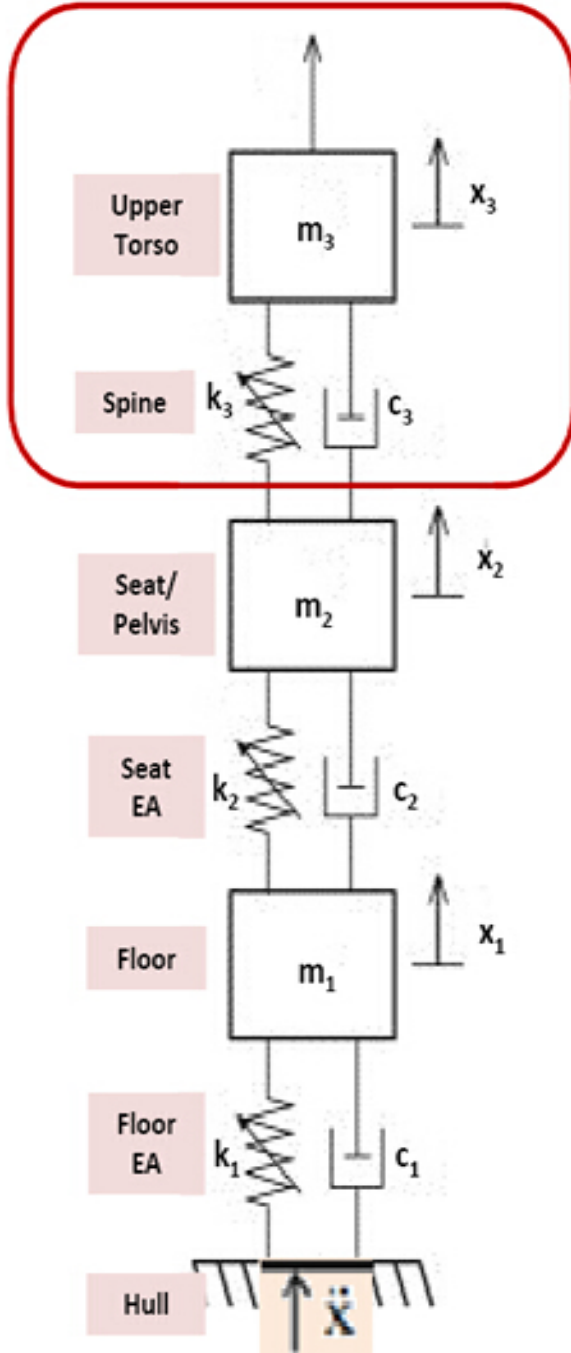 Upper
Torso
m₃
x₃
Spine
k₃
c₃
Seat/
Pelvis
m₂
x₂
Seat
EA
k₂
c₂
Floor
m₁
x₁
Floor
EA
k₁
c₁
Hull
ẍ